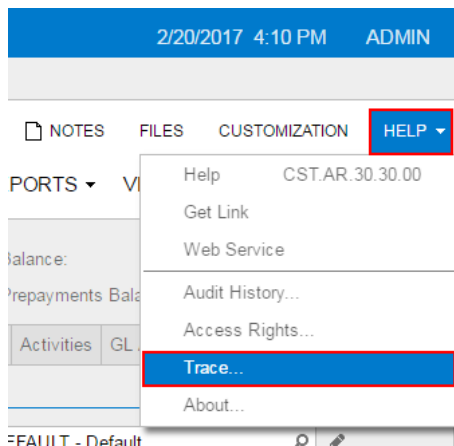 2/20/2017 4:10 PM ADMIN
NOTES FILES CUSTOMIZATION HELP
PORTS
Help CST.AR.30.30.00
Get Link
Web Service
Balance:
Audit History...
Prepayments
Access Rights...
Activities GL
Trace...
About...
EFAULT - Default